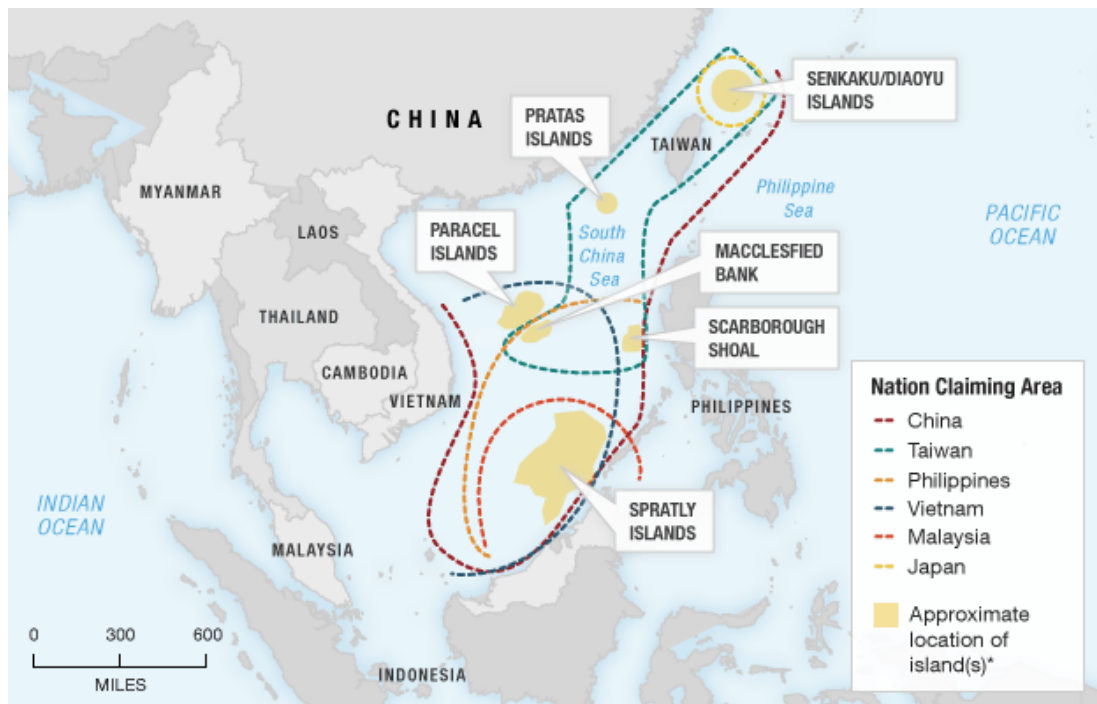 SENKAKU/DIAOYU
ISLANDS
CHINA
PRATAS
ISLANDS
TAIWAN
MYANMAR
Philippine
Sea
PACIFIC
OCEAN
LAOS
PARACEL
ISLANDS
South
China
Sea
MACCLESFIED
BANK
THAILAND
SCARBOROUGH
SHOAL
CAMBODIA
VIETNAM
PHILIPPINES
Nation Claiming Area
China
Taiwan
Philippines
Vietnam
Malaysia
Japan
Approximate
location of
island(s)*
INDIAN
OCEAN
SPRATLY
ISLANDS
MALAYSIA
0 300 600
MILES
INDONESIA